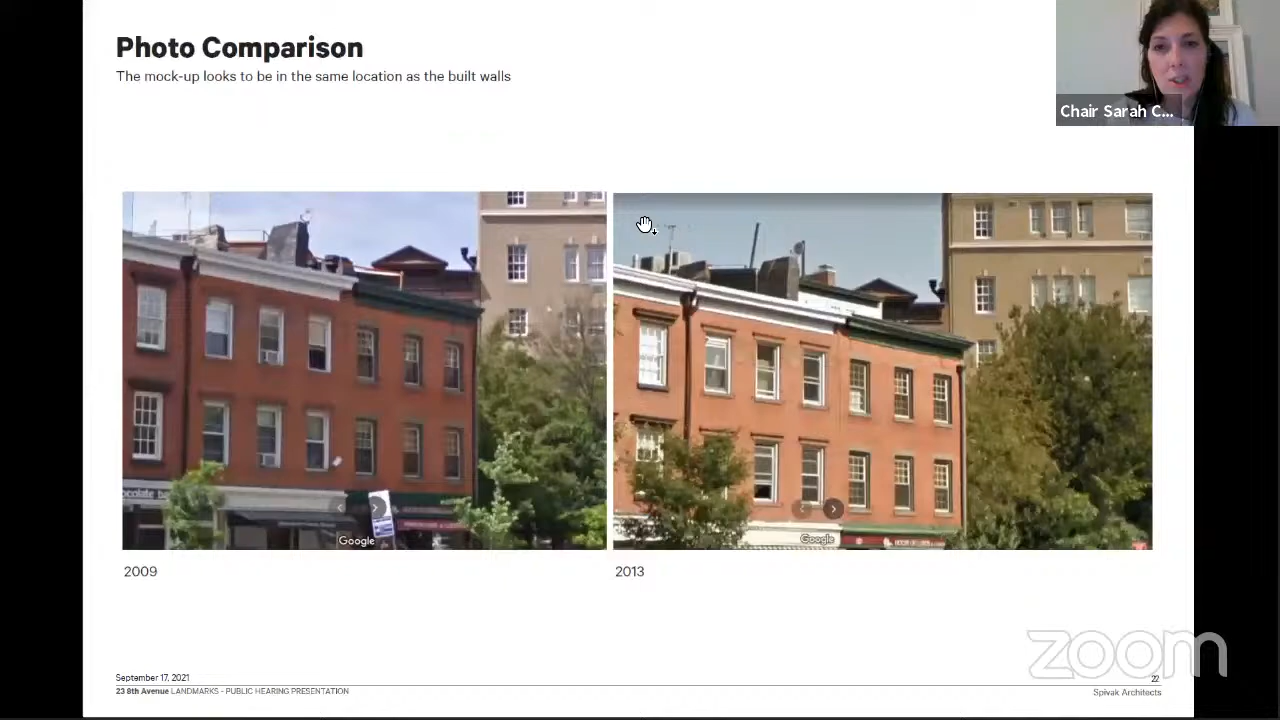 Photo Comparison
The mock-up looks to be in the same location as the built walls
Chair Sarah C...
Google
Google
2009
2013
zoom
September 17, 2021
22
23 8th Avenue LANDMARKS - PUBLIC HEARING PRESENTATION
Spivak Architects